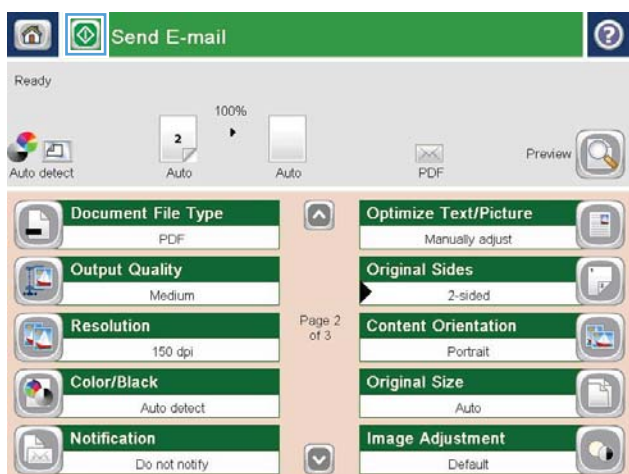 Send E-mail
?
Ready
100%
2
Auto detect
Auto
Auto
PDF
Preview
Document File Type
PDF
Output Quality
Medium
Resolution
150 dpi
Color/Black
Auto detect
Notification
Do not notify
Page 2
of 3
Optimize Text/Picture
Manually adjust
Original Sides
2-sided
Content Orientation
Portrait
Original Size
Auto
Image Adjustment
Default